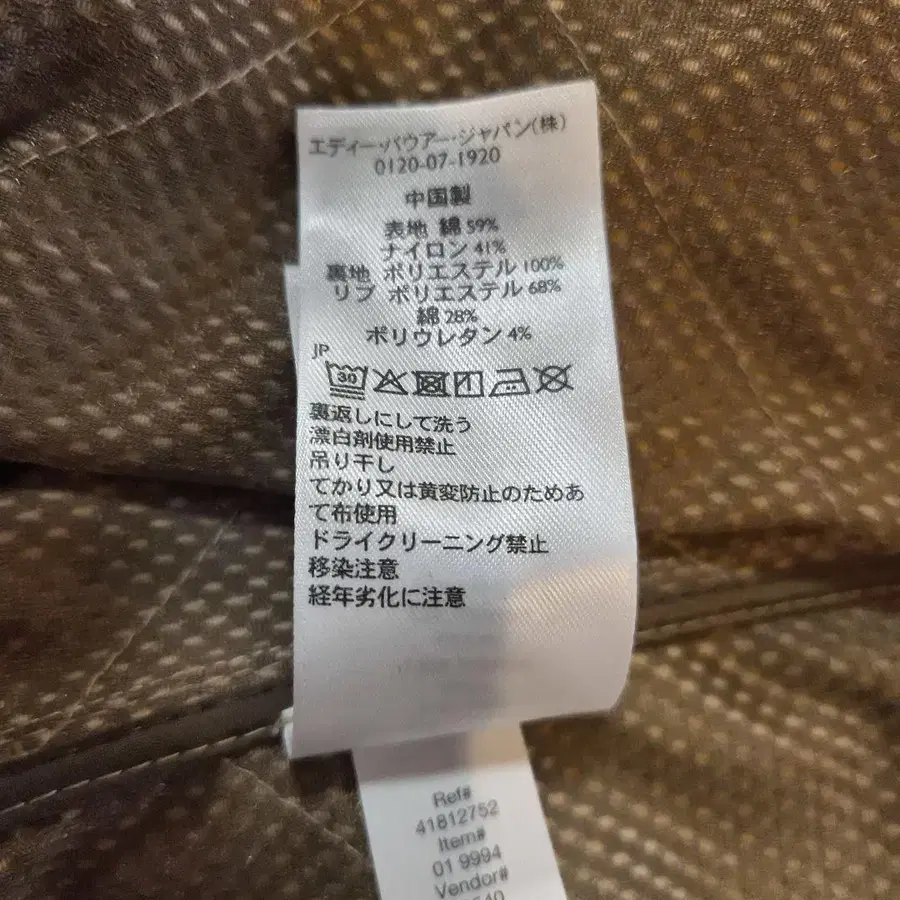 エディー・バウアー・ジャパン(株)
0120-07-1920
中国製
表地 綿 59%
ナイロン 41%
裏地 ポリエステル 100%
リブ ポリエステル 68%
綿 28%
ポリウレタン 4%
JP
30
裏返しにして洗う
漂白剤使用禁止
吊り干し
てかり又は黄変防止のためあ
て布使用
ドライクリーニング禁止
移染注意
経年劣化に注意
Ref#
41812752
Item#
01 9994
Vendor#